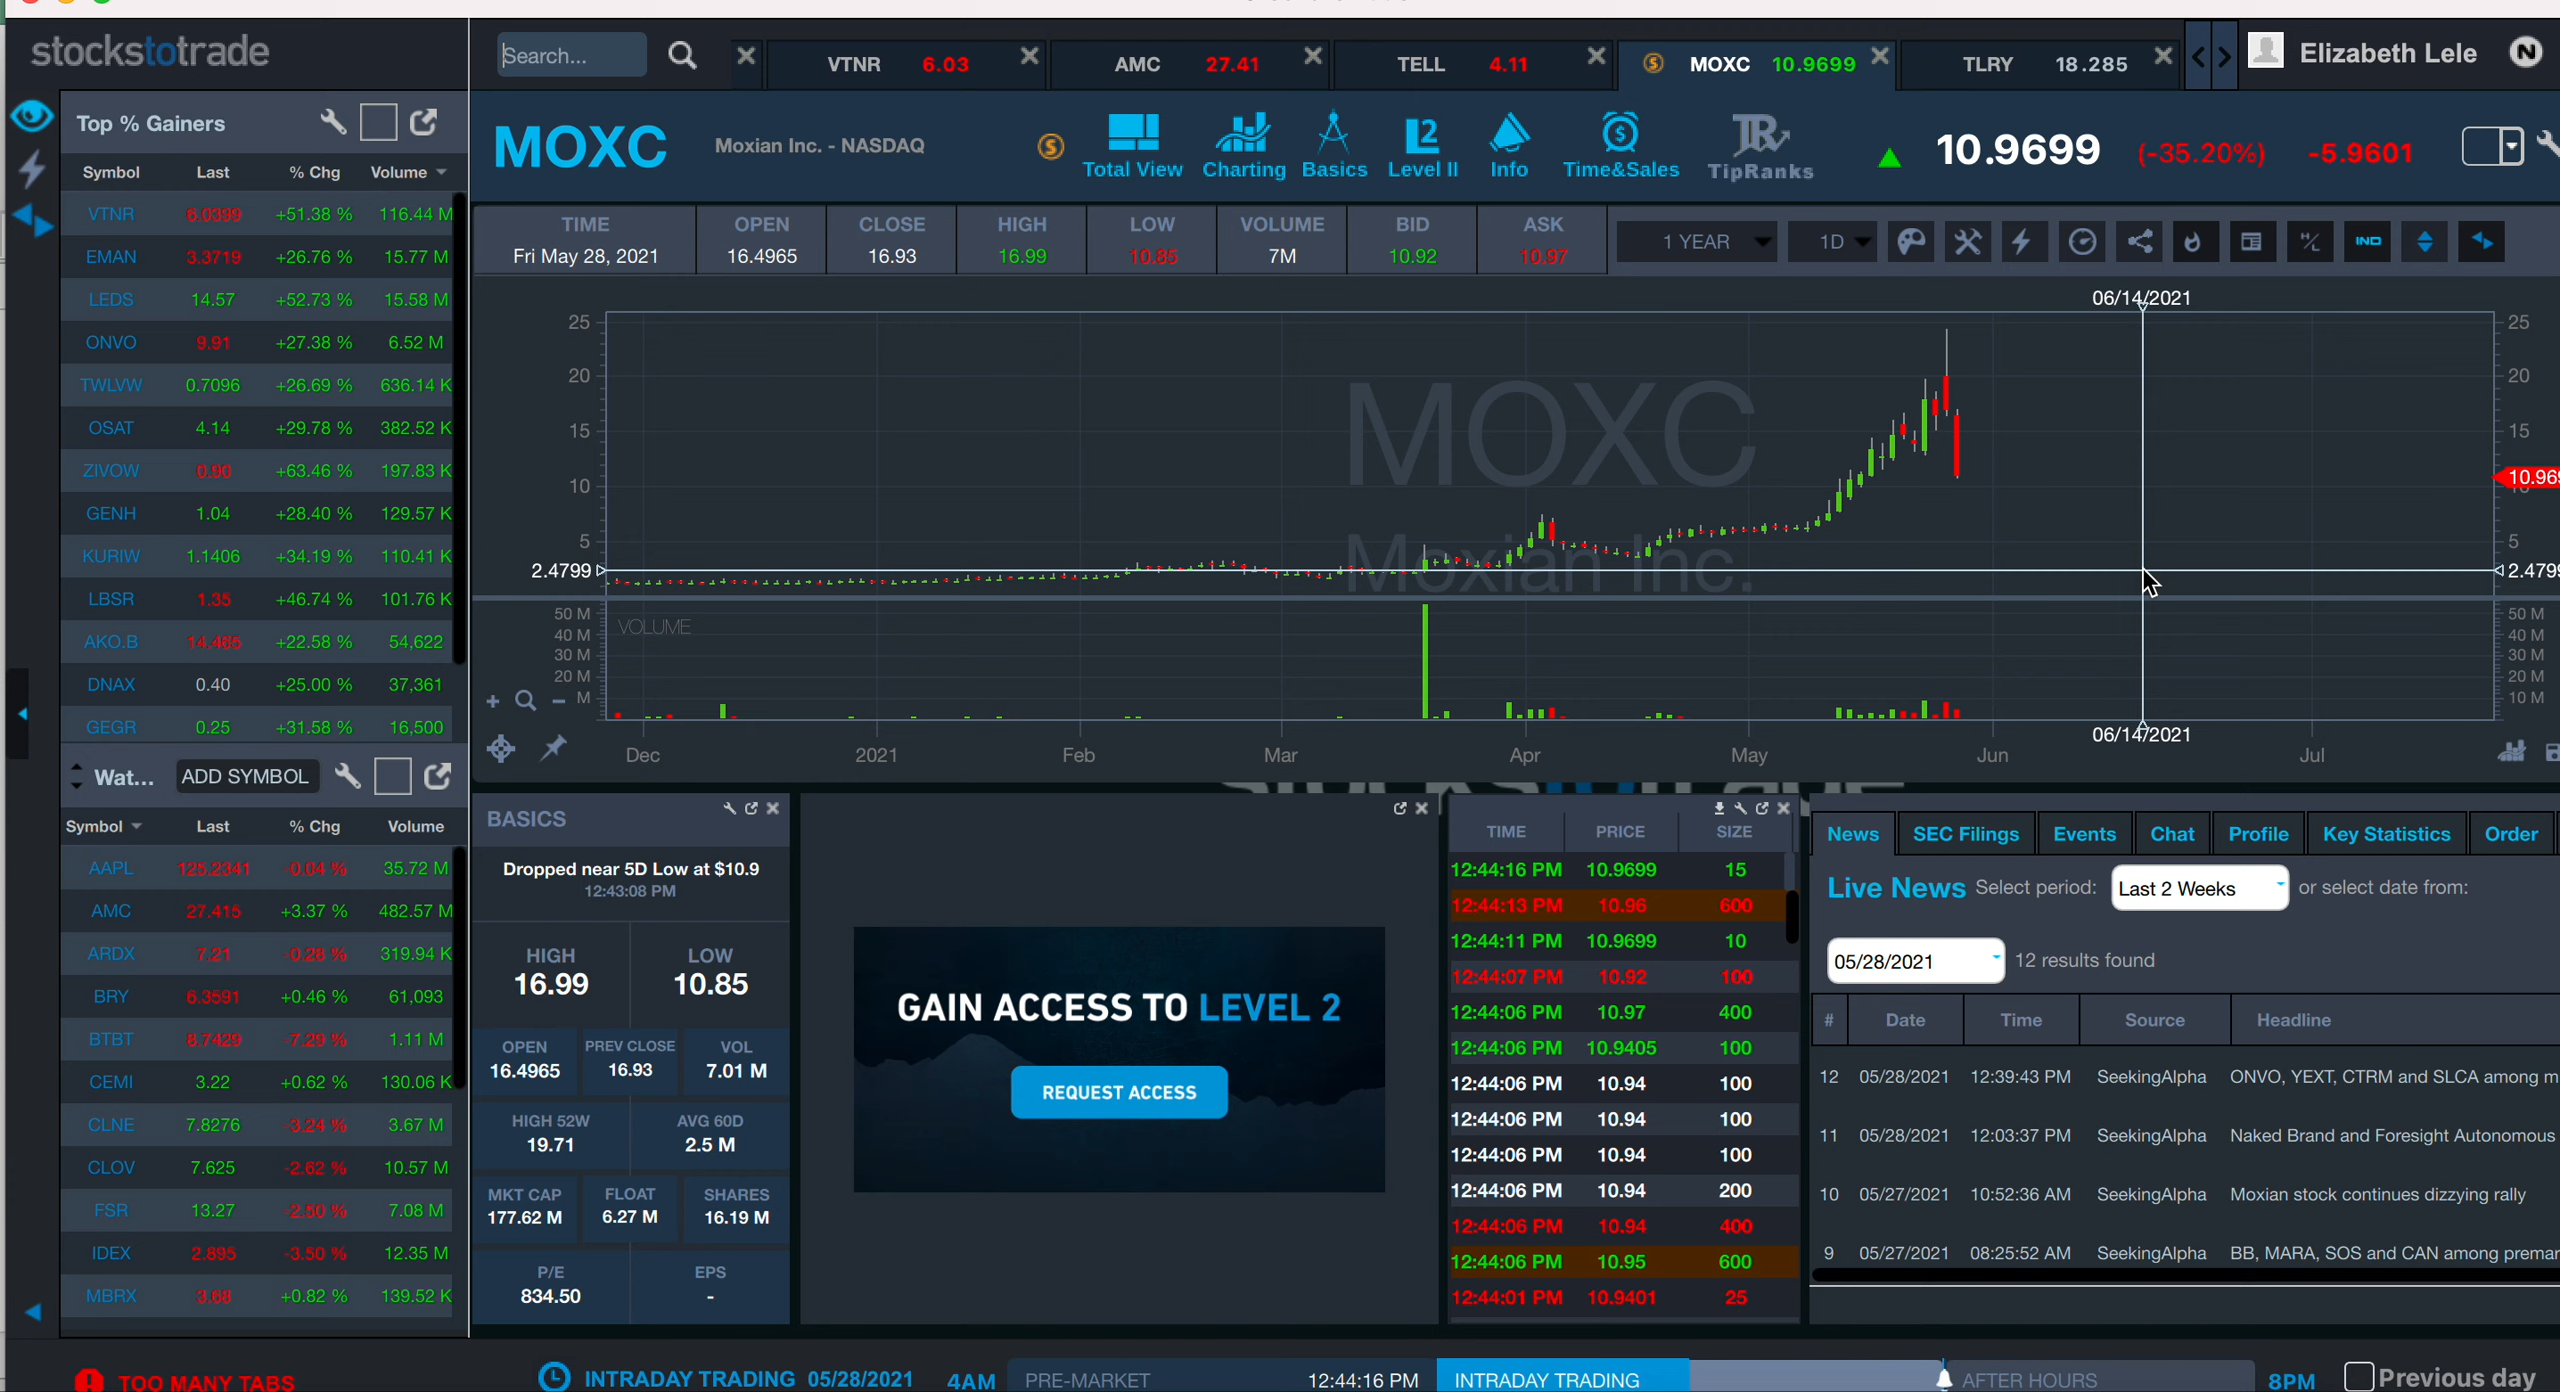 stockstotrade
Search...
VTNR 6.03
AMC 27.41
TELL 4.11
MOXC 10.9699
TLRY 18.285
Elizabeth Lele
N
Top % Gainers
Symbol Last % Chg Volume
VTNR 6.0399 +51.38 % 116.44 M
EMAN 3.3719 +26.76 % 15.77 M
LEDS 14.57 +52.73 % 15.58 M
ONVO 9.91 +27.38 % 6.52 M
TWLVW 0.7096 +26.69 % 636.14 K
OSAT 4.14 +29.78 % 382.52 K
ZIVOW 0.90 +63.46 % 197.83 K
GENH 1.04 +28.40 % 129.57 K
KURIW 1.1406 +34.19 % 110.41 K
LBSR 1.35 +46.74 % 101.76 K
AKO.B 14.465 +22.58 % 54,622
DNAX 0.40 +25.00 % 37,361
GEGR 0.25 +31.58 % 16,500
Wat... ADD SYMBOL
Symbol Last % Chg Volume
AAPL 125.2341 -0.04 % 35.72 M
AMC 27.415 +3.37 % 482.57 M
ARDX 7.21 -0.28 % 319.94 K
BRY 6.3591 +0.46 % 61,093
BTBT 8.7429 -7.29 % 1.11 M
CEMI 3.22 +0.62 % 130.06 K
CLNE 7.8276 -3.24 % 3.67 M
CLOV 7.625 -2.62 % 10.57 M
FSR 13.27 -2.50 % 7.08 M
IDEX 2.895 -3.50 % 12.35 M
MBRX 3.68 +0.82 % 139.52 K
TOO MANY TABS
MOXC Moxian Inc. - NASDAQ
Total View Charting Basics Level II Info Time&Sales TipRanks
10.9699 (-35.20%) -5.9601
TIME OPEN CLOSE HIGH LOW VOLUME BID ASK
Fri May 28, 2021 16.4965 16.93 16.99 10.85 7M 10.92 10.97
1 YEAR 1D H/L IND
06/14/2021
25 25
20 20
15 15
10 10
5 5
10.969
2.4799 2.4799
MOXC
Moxian Inc.
VOLUME
50 M 50 M
40 M 40 M
30 M 30 M
20 M 20 M
M 10 M
06/14/2021
Dec 2021 Feb Mar Apr May Jun Jul
BASICS
Dropped near 5D Low at $10.9
12:43:08 PM
HIGH LOW
16.99 10.85
OPEN PREV CLOSE VOL
16.4965 16.93 7.01 M
HIGH 52W AVG 60D
19.71 2.5 M
MKT CAP FLOAT SHARES
177.62 M 6.27 M 16.19 M
P/E EPS
834.50 -
GAIN ACCESS TO LEVEL 2
REQUEST ACCESS
TIME PRICE SIZE
12:44:16 PM 10.9699 15
12:44:13 PM 10.96 600
12:44:11 PM 10.9699 10
12:44:07 PM 10.92 100
12:44:06 PM 10.97 400
12:44:06 PM 10.9405 100
12:44:06 PM 10.94 100
12:44:06 PM 10.94 100
12:44:06 PM 10.94 100
12:44:06 PM 10.94 200
12:44:06 PM 10.94 400
12:44:06 PM 10.95 600
12:44:01 PM 10.9401 25
News SEC Filings Events Chat Profile Key Statistics Order
Live News Select period: Last 2 Weeks or select date from:
05/28/2021 12 results found
# Date Time Source Headline
12 05/28/2021 12:39:43 PM SeekingAlpha ONVO, YEXT, CTRM and SLCA among m
11 05/28/2021 12:03:37 PM SeekingAlpha Naked Brand and Foresight Autonomous
10 05/27/2021 10:52:36 AM SeekingAlpha Moxian stock continues dizzying rally
9 05/27/2021 08:25:52 AM SeekingAlpha BB, MARA, SOS and CAN among premar
INTRADAY TRADING 05/28/2021 4AM PRE-MARKET 12:44:16 PM INTRADAY TRADING AFTER HOURS 8PM Previous day